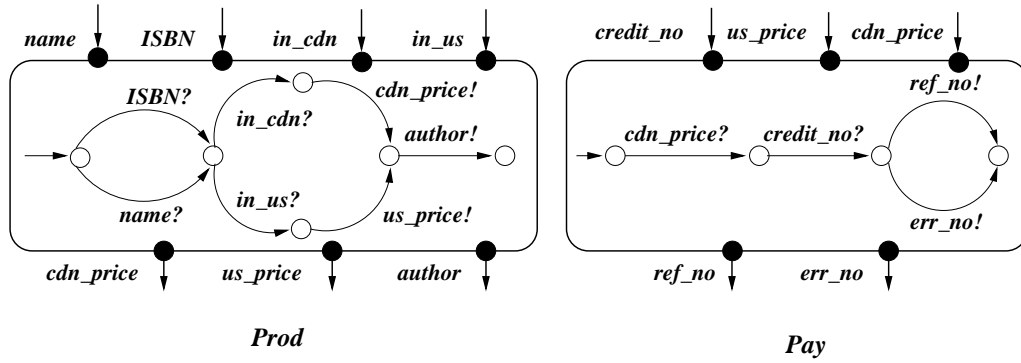 name ISBN in_cdn in_us
ISBN? in_cdn? cdn_price!
author!
name? in_us? us_price!
cdn_price us_price author
Prod
credit_no us_price cdn_price
ref_no!
cdn_price? credit_no?
err_no!
ref_no err_no
Pay